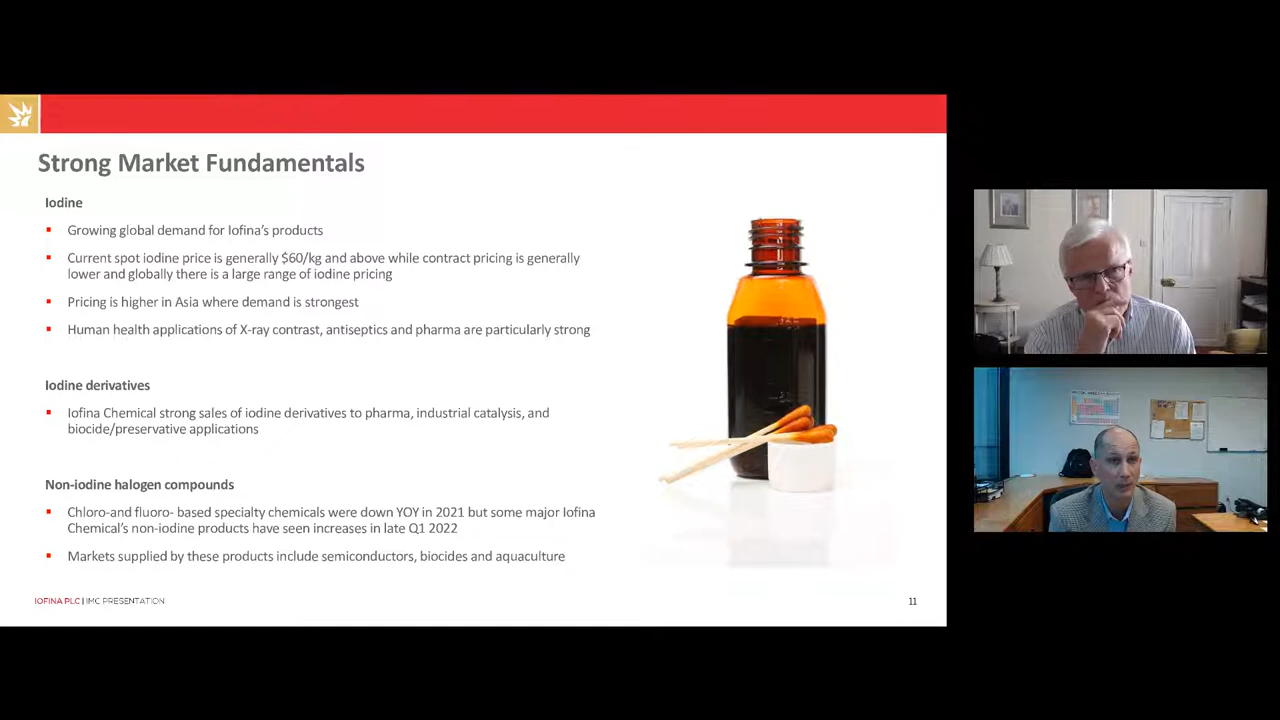 Strong Market Fundamentals
Iodine
Growing global demand for Iofina's products
Current spot iodine price is generally $60/kg and above while contract pricing is generally
lower and globally there is a large range of iodine pricing
Pricing is higher in Asia where demand is strongest
Human health applications of X-ray contrast, antiseptics and pharma are particularly strong
Iodine derivatives
Iofina Chemical strong sales of iodine derivatives to pharma, industrial catalysis, and
biocide/preservative applications
Non-iodine halogen compounds
Chloro-and fluoro- based specialty chemicals were down YOY in 2021 but some major Iofina
Chemical's non-iodine products have seen increases in late Q1 2022
Markets supplied by these products include semiconductors, biocides and aquaculture
IOFINA PLC | IMC PRESENTATION
11